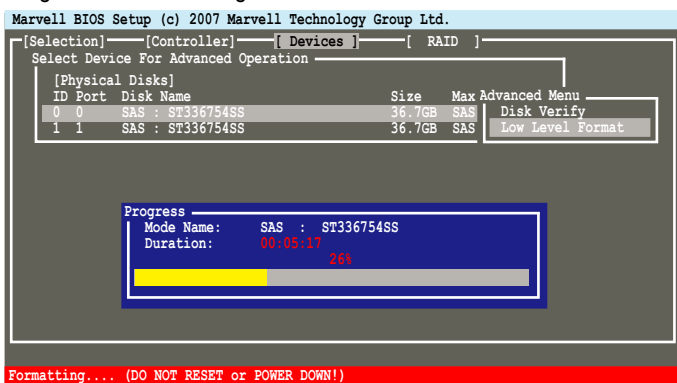 Marvell BIOS Setup (c) 2007 Marvell Technology Group Ltd.
[Selection] [Controller] [ Devices ] [ RAID ]
Select Device For Advanced Operation
[Physical Disks]
ID Port Disk Name Size Max Advanced Menu
0 0 SAS : ST336754SS 36.7GB SAS Disk Verify
1 1 SAS : ST336754SS 36.7GB SAS Low Level Format
Progress
Mode Name: SAS : ST336754SS
Duration: 00:05:17
26%
Formatting.... (DO NOT RESET or POWER DOWN!)